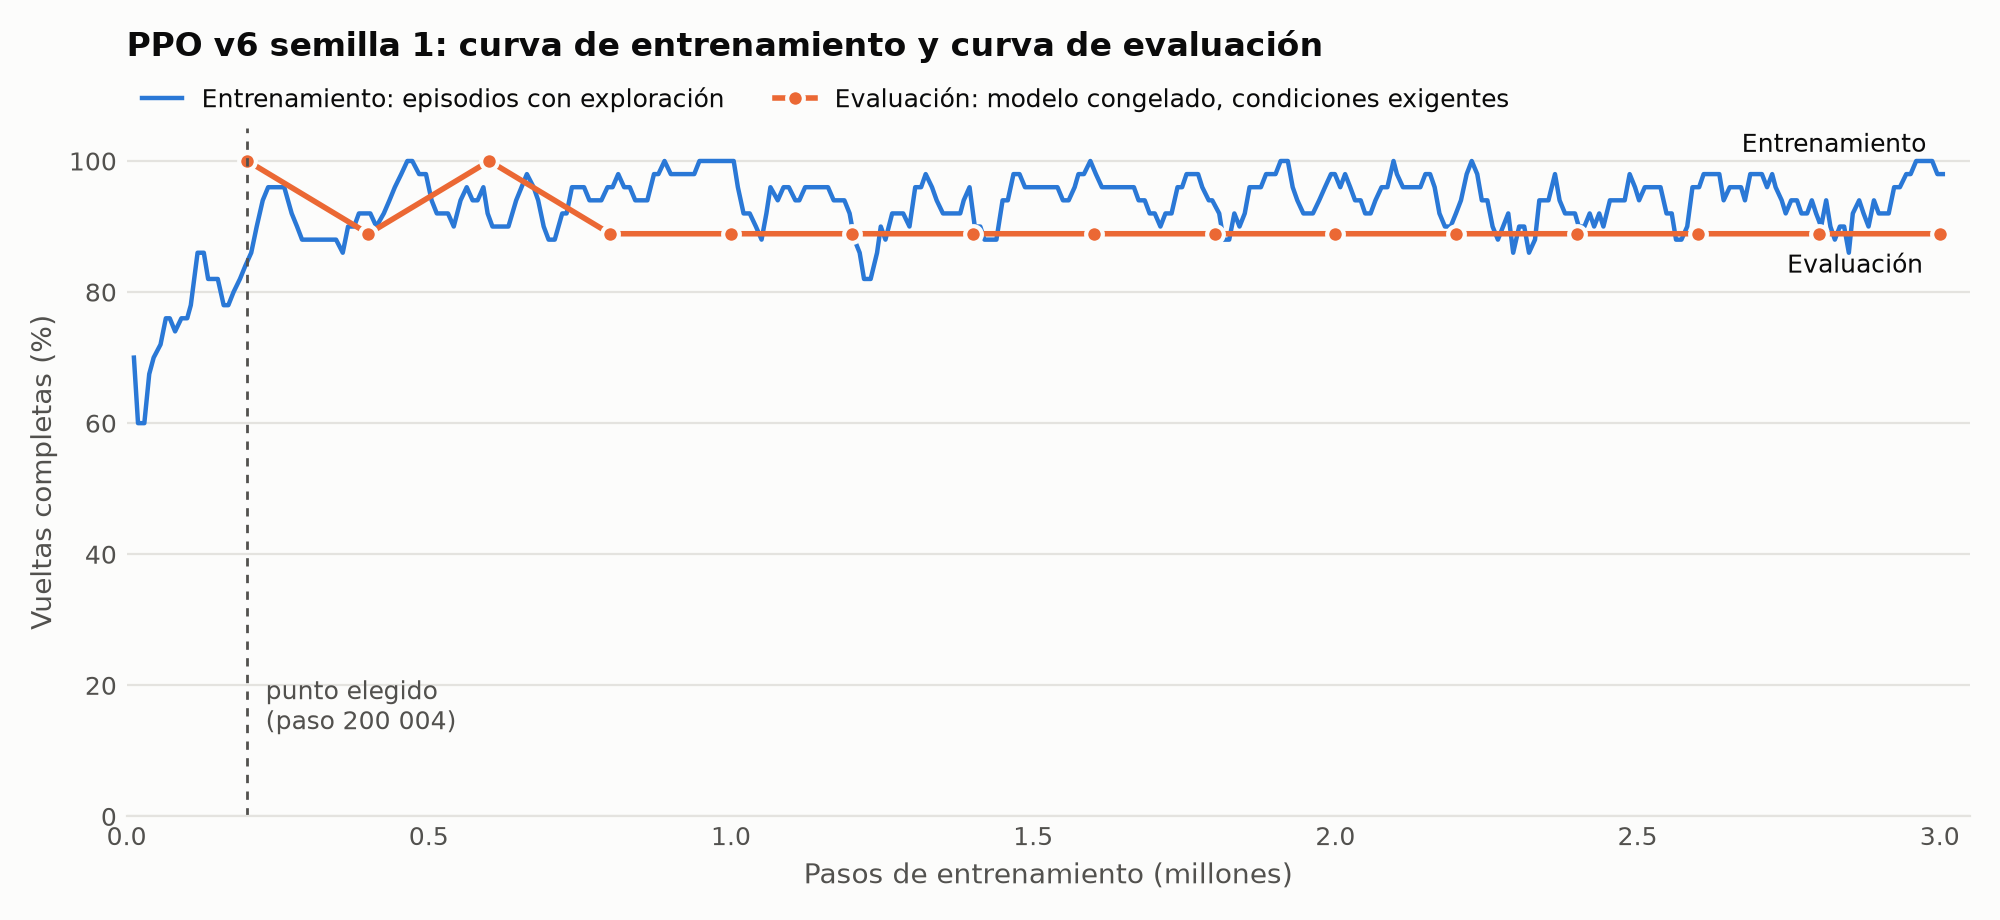 PPO v6 semilla 1: curva de entrenamiento y curva de evaluación
Entrenamiento: episodios con exploración
Evaluación: modelo congelado, condiciones exigentes
Entrenamiento
Evaluación
punto elegido
(paso 200 004)
Vueltas completas (%)
100
80
60
40
20
0
0.0 0.5 1.0 1.5 2.0 2.5 3.0
Pasos de entrenamiento (millones)